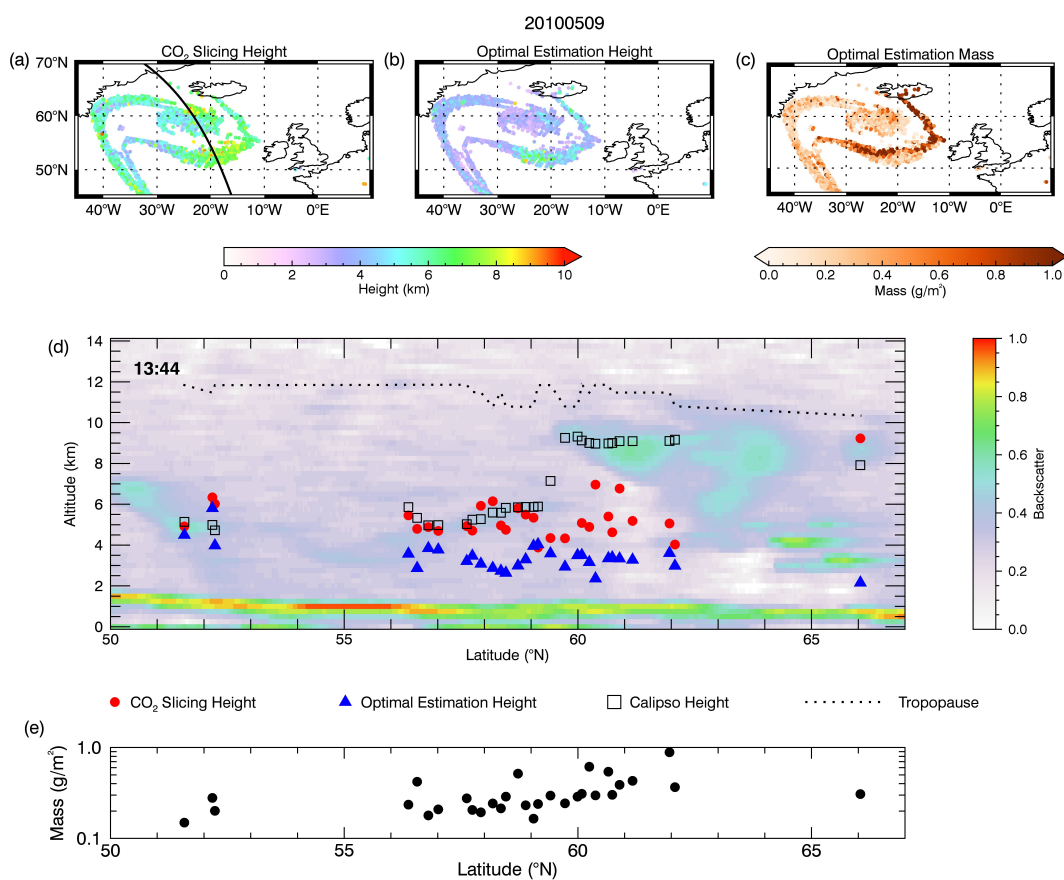 20100509
(a) CO₂ Slicing Height (b) Optimal Estimation Height (c) Optimal Estimation Mass
70°N
60°N
50°N
40°W 30°W 20°W 10°W 0°E 40°W 30°W 20°W 10°W 0°E 40°W 30°W 20°W 10°W 0°E
0 2 4 6 8 10 0.0 0.2 0.4 0.6 0.8 1.0
Height (km) Mass (g/m²)
(d)
13:44
14
12
10
8
6
4
2
0
Altitude (km)
50 55 60 65
Latitude (°N)
1.0
0.8
0.6
0.4
0.2
0.0
Backscatter
CO₂ Slicing Height Optimal Estimation Height Calipso Height Tropopause
(e)
1.0
0.1
Mass (g/m²)
50 55 60 65
Latitude (°N)